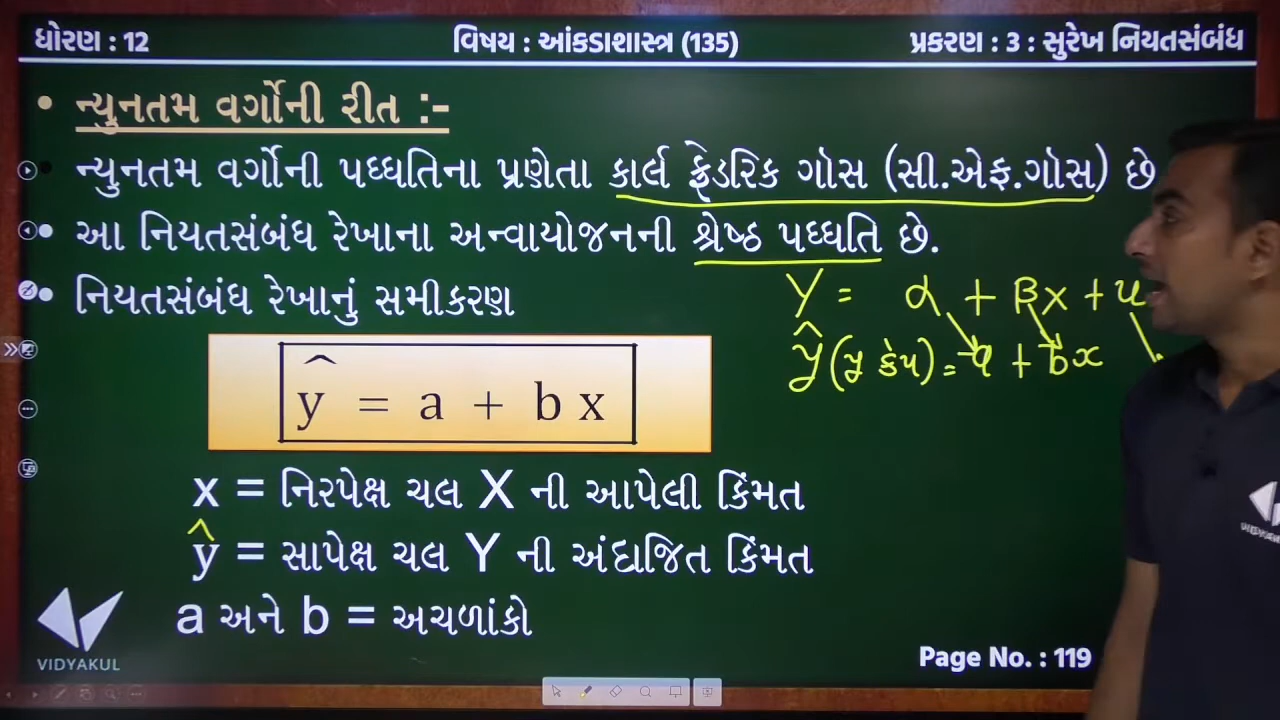 ધોરણ : 12
વિષય : આંકડાશાસ્ત્ર (135)
પ્રકરણ : 3 : સુરેખ નિયતસંબંધ
ન્યુનતમ વર્ગોની રીત :-
ન્યુનતમ વર્ગોની પધ્ધતિના પ્રણેતા કાર્લ ફ્રેડરિક ગૉસ (સી.એફ.ગૉસ) છે
આ નિયતસંબંધ રેખાના અન્વાયોજનની શ્રેષ્ઠ પધ્ધતિ છે.
નિયતસંબંધ રેખાનું સમીકરણ
Y = α + βx + u
ŷ (y કેપ) = a + bx
ŷ = a + b x
x = નિરપેક્ષ ચલ X ની આપેલી કિંમત
ŷ = સાપેક્ષ ચલ Y ની અંદાજિત કિંમત
a અને b = અચળાંકો
VIDYAKUL
Page No. : 119